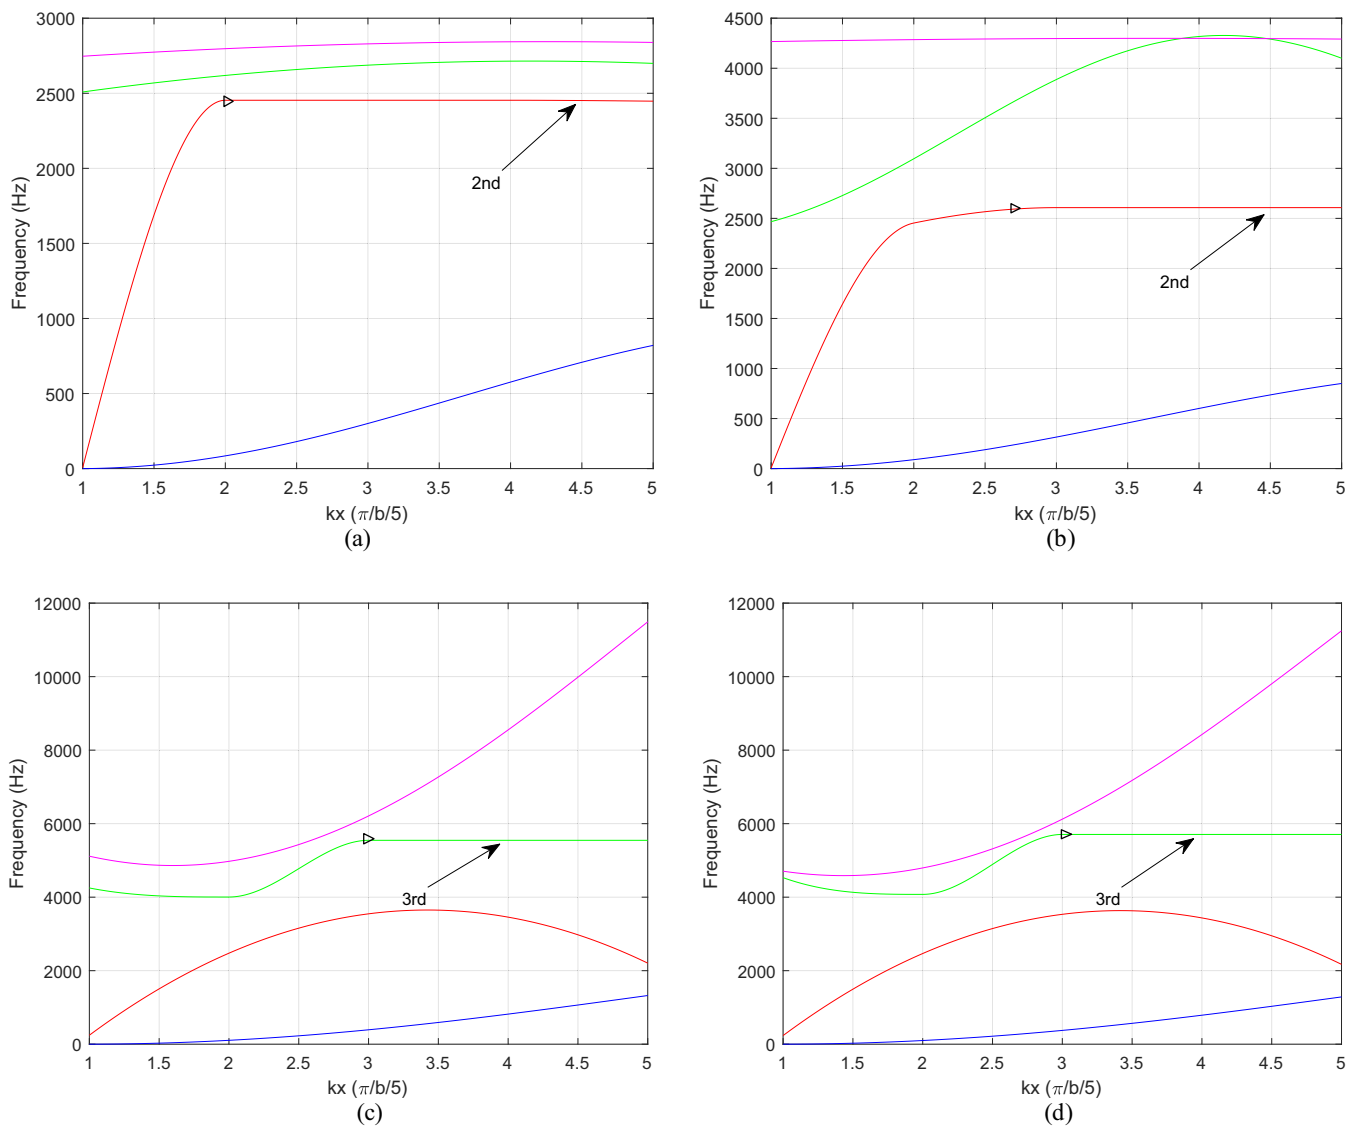 3000
2500
2000
1500
1000
500
0
Frequency (Hz)
2nd
1 1.5 2 2.5 3 3.5 4 4.5 5
kx (π/b/5)
(a)
4500
4000
3500
3000
2500
2000
1500
1000
500
0
Frequency (Hz)
2nd
1 1.5 2 2.5 3 3.5 4 4.5 5
kx (π/b/5)
(b)
12000
10000
8000
6000
4000
2000
0
Frequency (Hz)
3rd
1 1.5 2 2.5 3 3.5 4 4.5 5
kx (π/b/5)
(c)
12000
10000
8000
6000
4000
2000
0
Frequency (Hz)
3rd
1 1.5 2 2.5 3 3.5 4 4.5 5
kx (π/b/5)
(d)